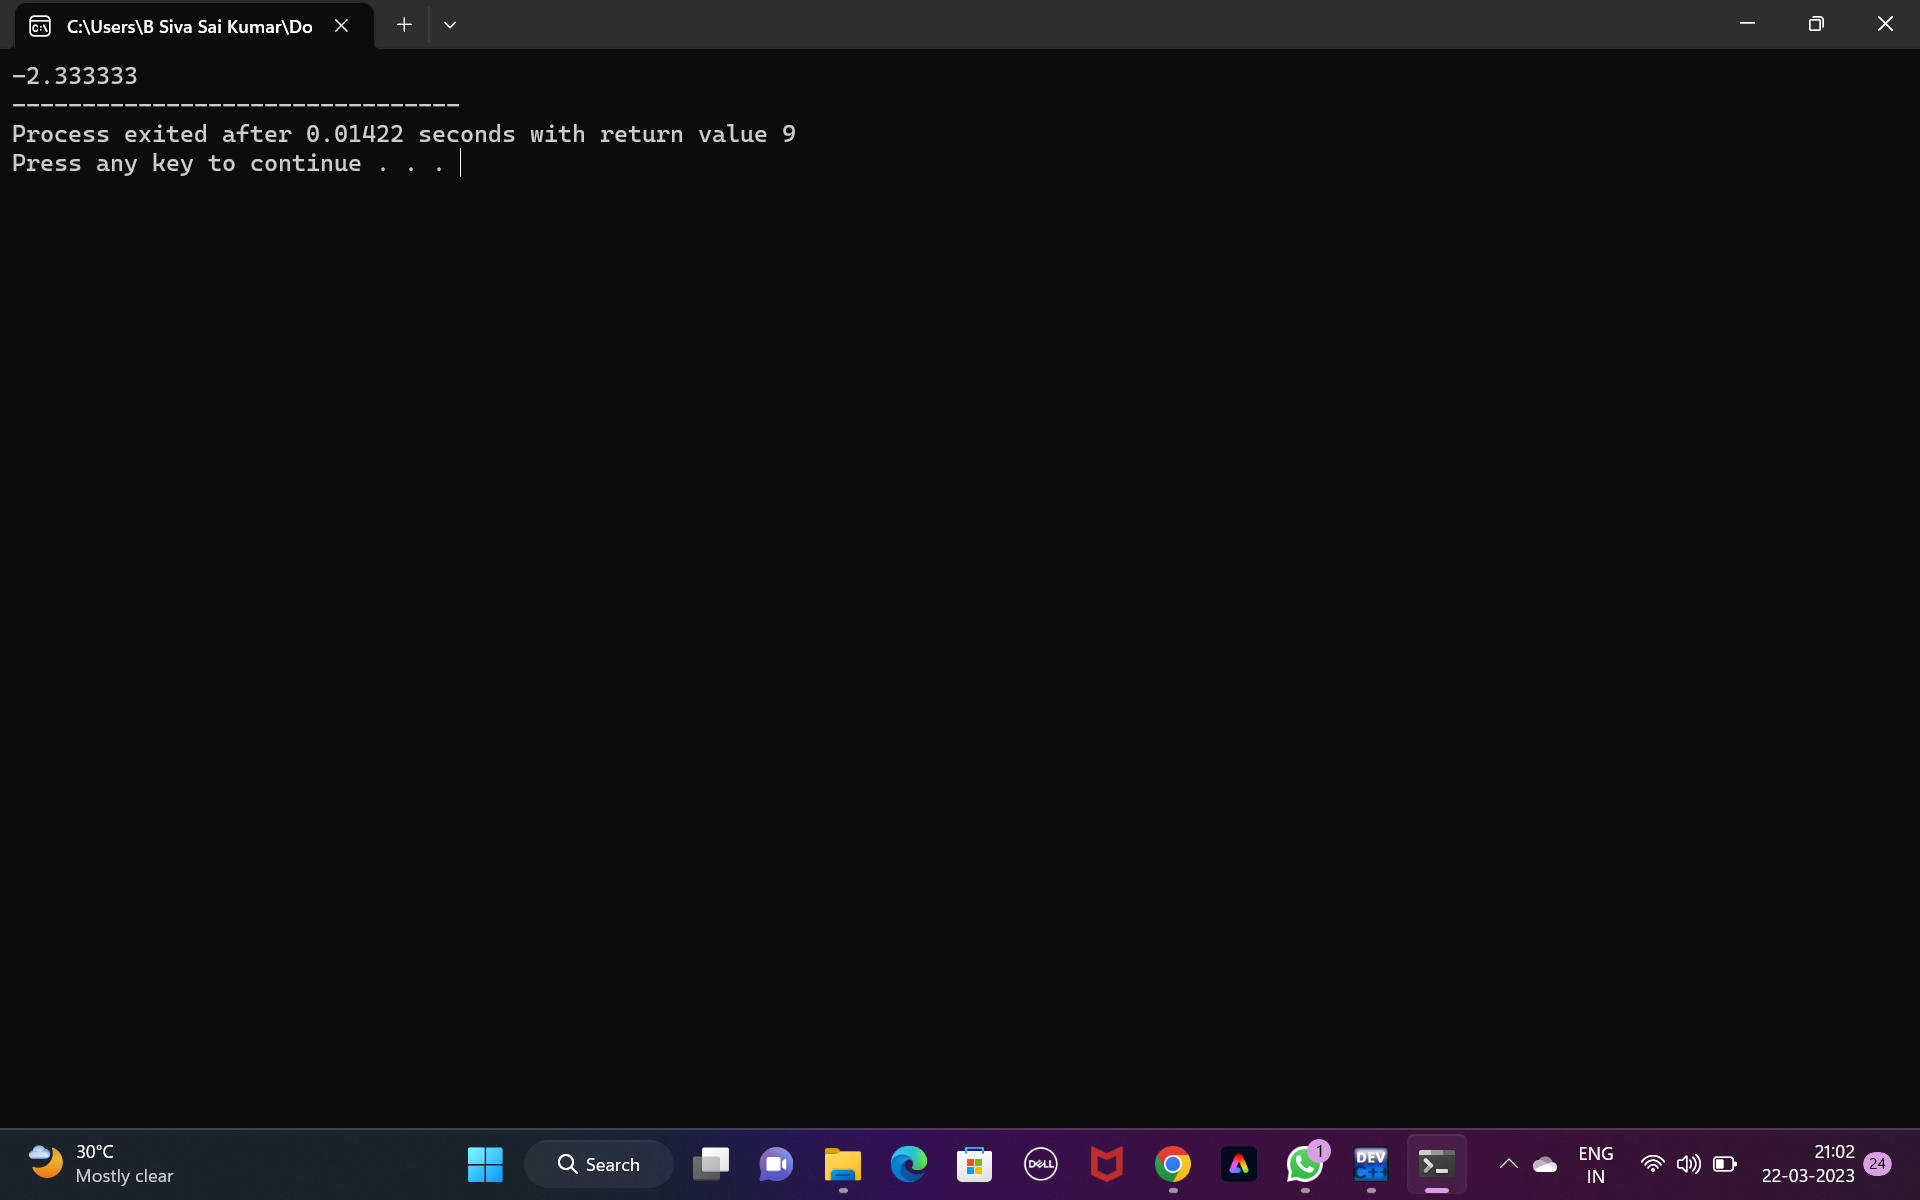 C:\Users\B Siva Sai Kumar\Do
-2.333333
--------------------------------
Process exited after 0.01422 seconds with return value 9
Press any key to continue . . .
30°C
Mostly clear
Search
DELL
1
DEV
C++
ENG
IN
21:02
22-03-2023
24